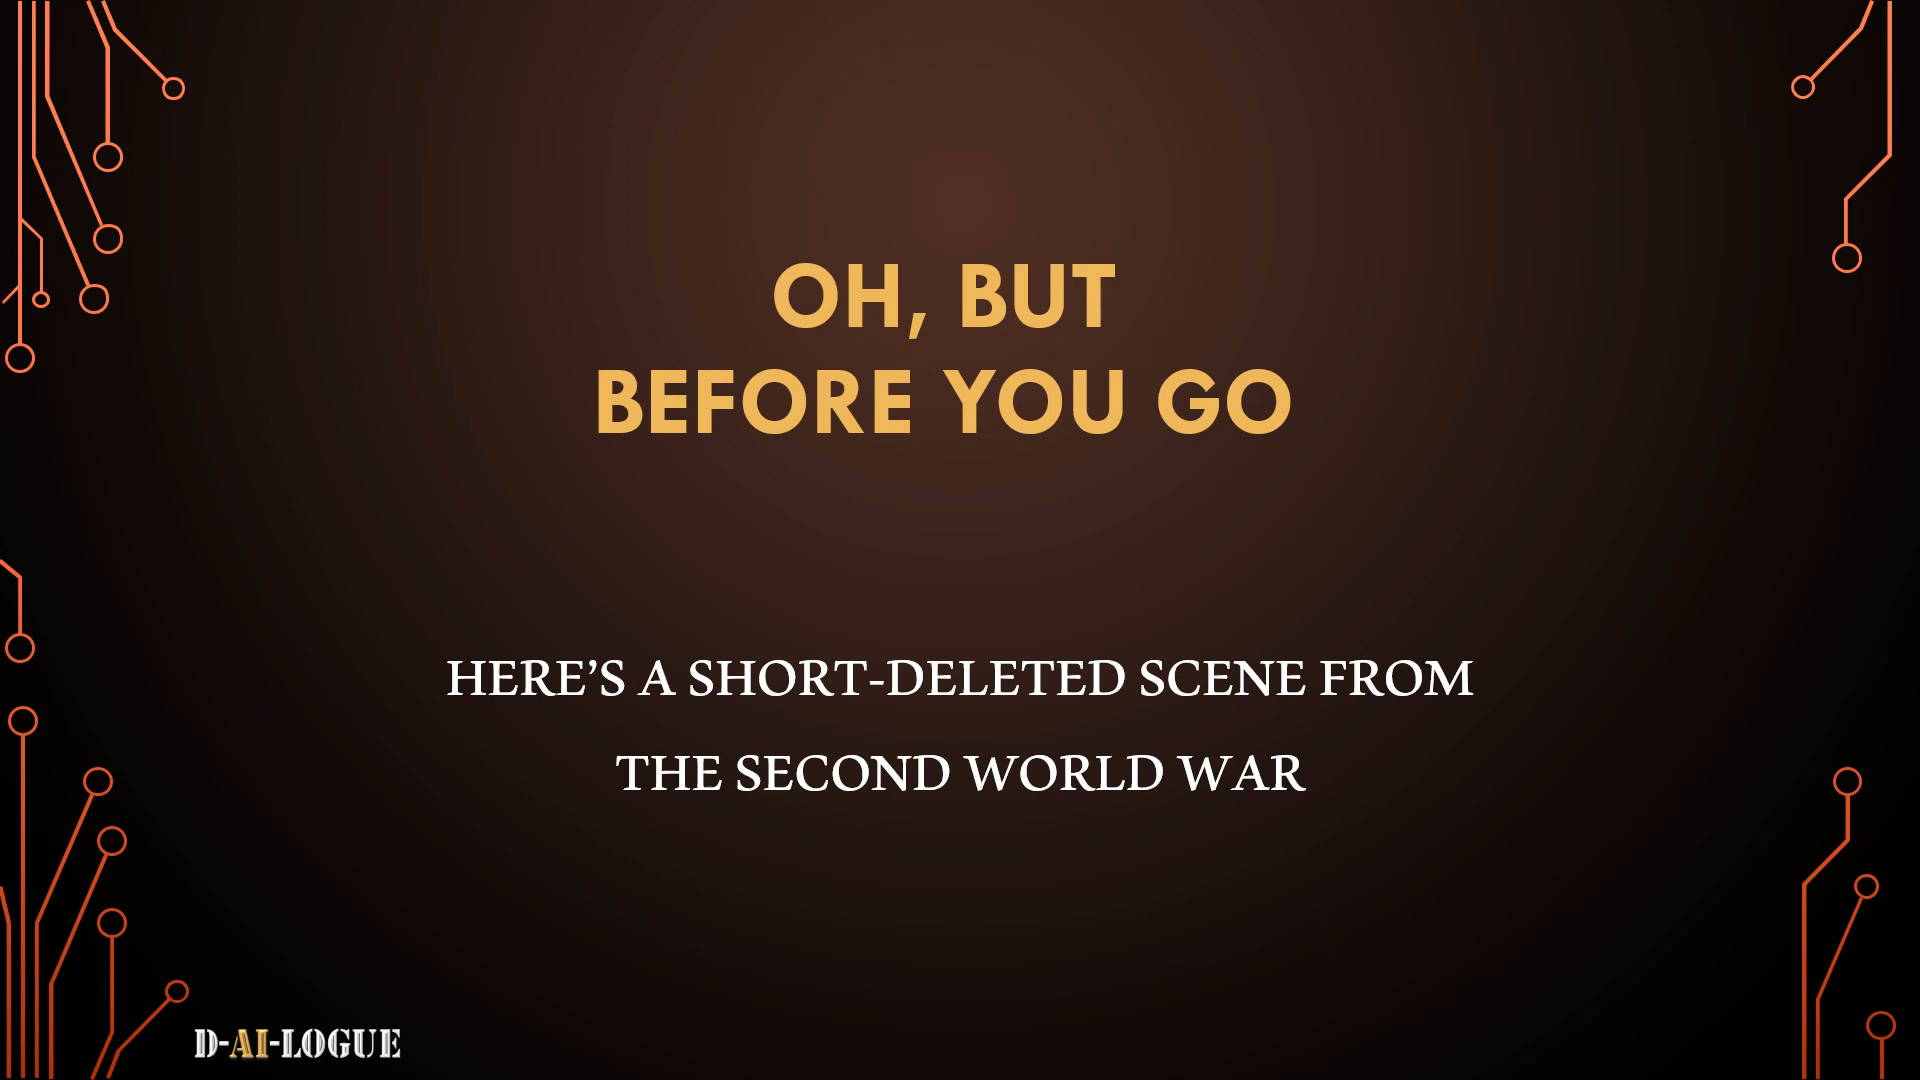 OH, BUT
BEFORE YOU GO
HERE’S A SHORT-DELETED SCENE FROM
THE SECOND WORLD WAR
D-AI-LOGUE